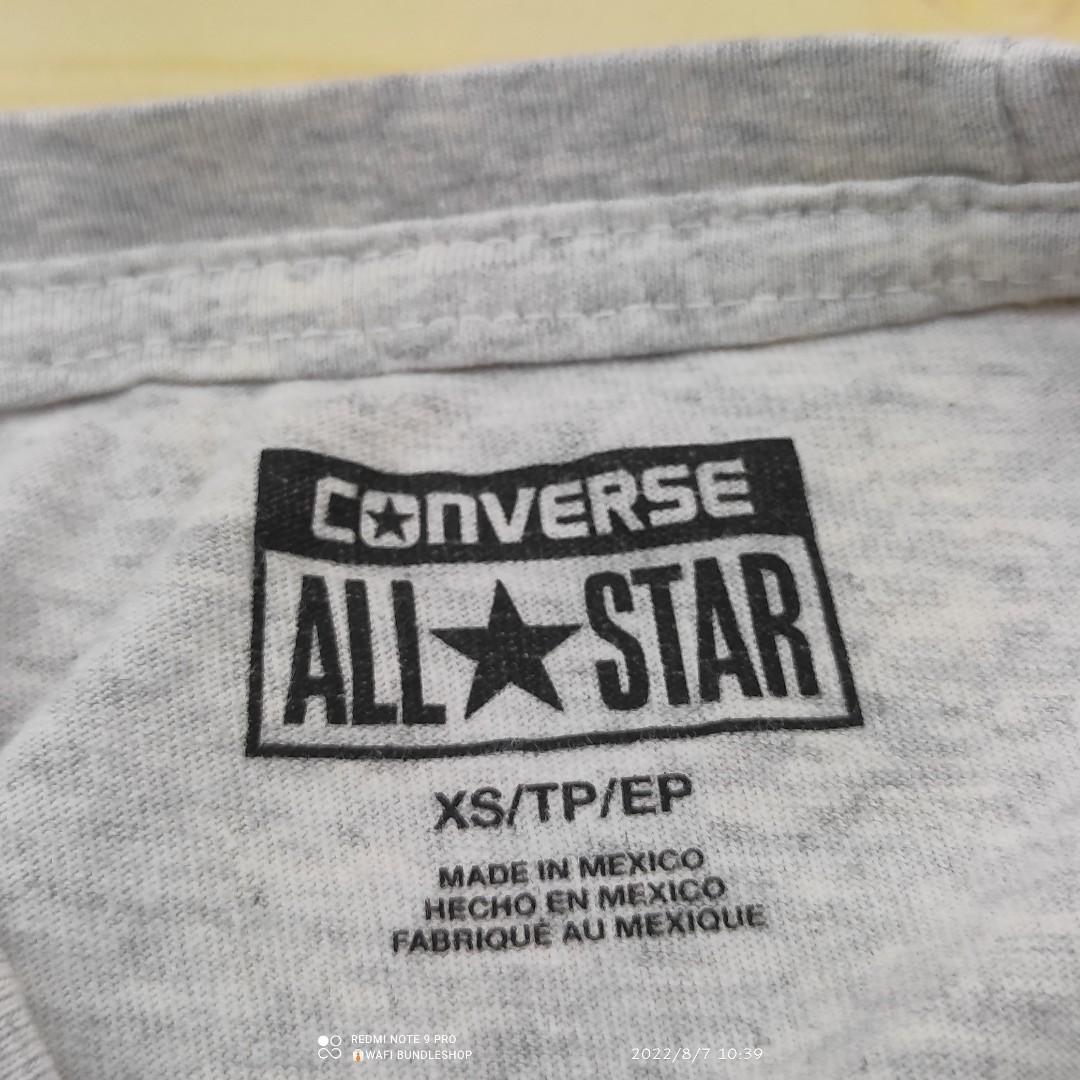 CONVERSE
ALL★STAR
XS/TP/EP
MADE IN MEXICO
HECHO EN MEXICO
FABRIQUÉ AU MEXIQUE
REDMI NOTE 9 PRO
WAFI BUNDLESHOP
2022/8/7 10:39